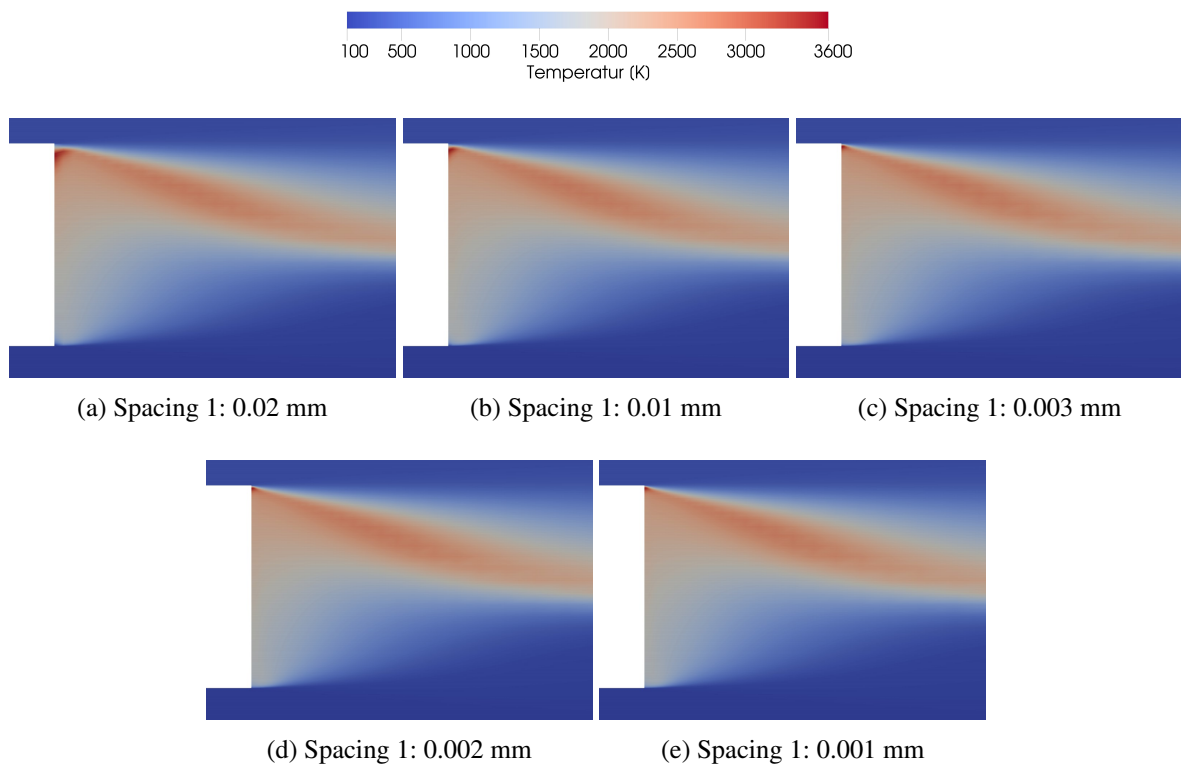 100 500 1000 1500 2000 2500 3000 3600
Temperatur (K)
(a) Spacing 1: 0.02 mm
(b) Spacing 1: 0.01 mm
(c) Spacing 1: 0.003 mm
(d) Spacing 1: 0.002 mm
(e) Spacing 1: 0.001 mm